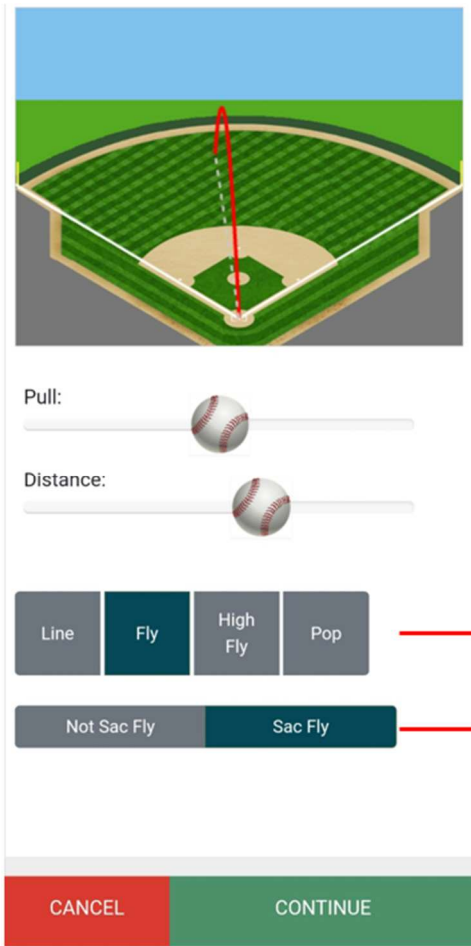 Pull:
Distance:
Line Fly High Fly Pop
Not Sac Fly Sac Fly
CANCEL CONTINUE